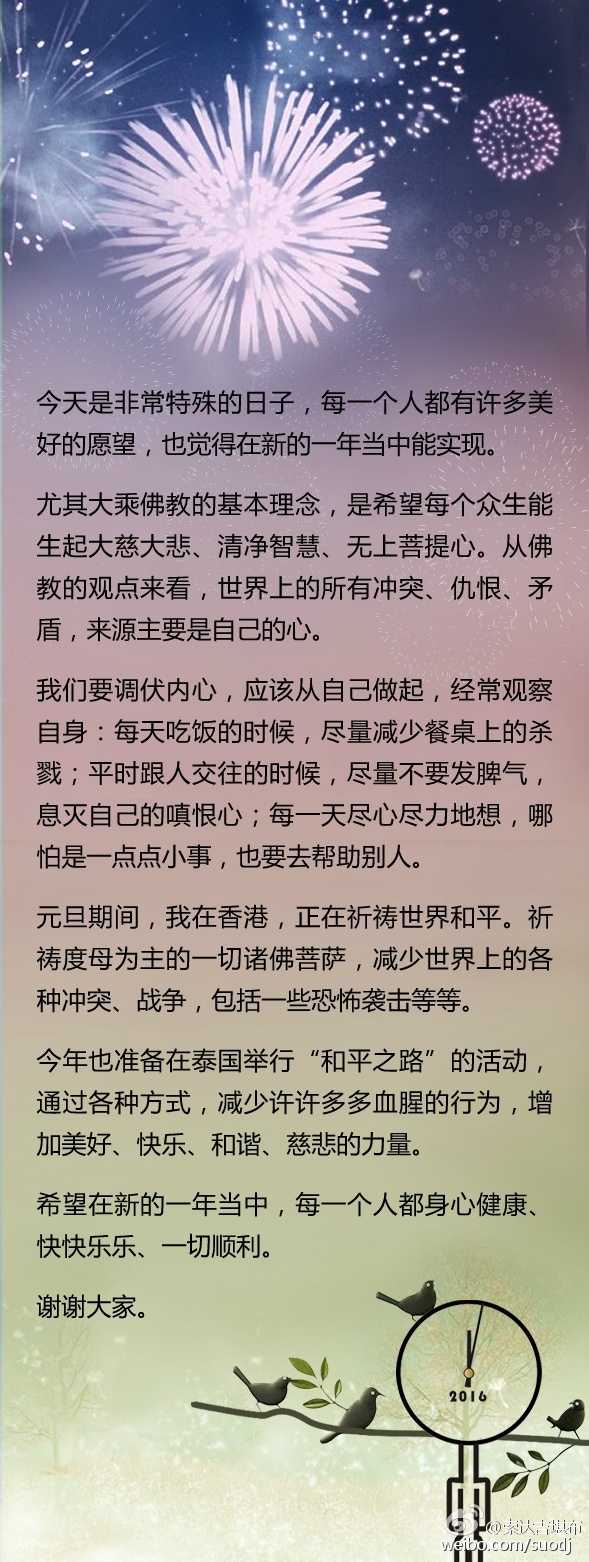 今天是非常特殊的日子，每一个人都有许多美
好的愿望，也觉得在新的一年当中能实现。
尤其大乘佛教的基本理念，是希望每个众生能
生起大慈大悲、清净智慧、无上菩提心。从佛
教的观点来看，世界上的所有冲突、仇恨、矛
盾，来源主要是自己的心。
我们要调伏内心，应该从自己做起，经常观察
自身：每天吃饭的时候，尽量减少餐桌上的杀
戮；平时跟人交往的时候，尽量不要发脾气，
息灭自己的嗔恨心；每一天尽心尽力地想，哪
怕是一点点小事，也要去帮助别人。
元旦期间，我在香港，正在祈祷世界和平。祈
祷度母为主的一切诸佛菩萨，减少世界上的各
种冲突、战争，包括一些恐怖袭击等等。
今年也准备在泰国举行“和平之路”的活动，
通过各种方式，减少许许多多血腥的行为，增
加美好、快乐、和谐、慈悲的力量。
希望在新的一年当中，每一个人都身心健康、
快快乐乐、一切顺利。
谢谢大家。
2016
@索达吉堪布
weibo.com/suodj